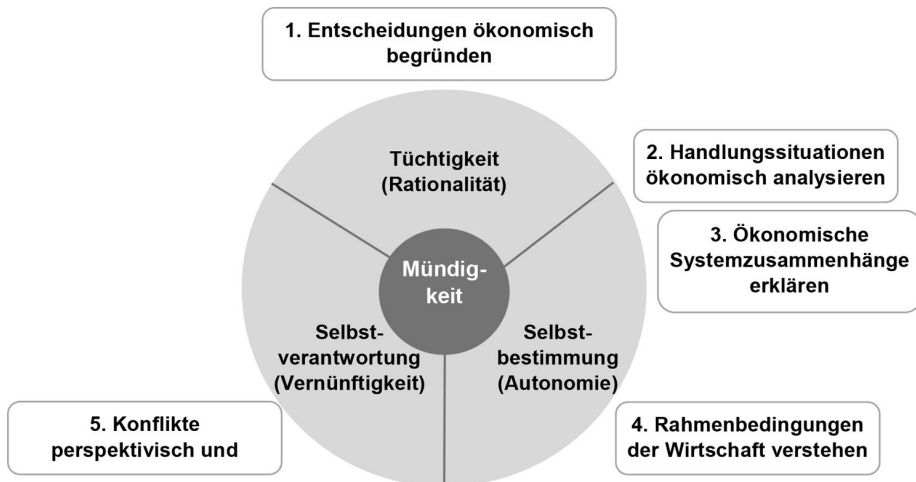 1. Entscheidungen ökonomisch
begründen
Tüchtigkeit
(Rationalität)
2. Handlungssituationen
ökonomisch analysieren
3. Ökonomische
Systemzusammenhänge
erklären
Mündig-
keit
Selbst-
verantwortung
(Vernünftigkeit)
Selbst-
bestimmung
(Autonomie)
5. Konflikte
perspektivisch und
4. Rahmenbedingungen
der Wirtschaft verstehen